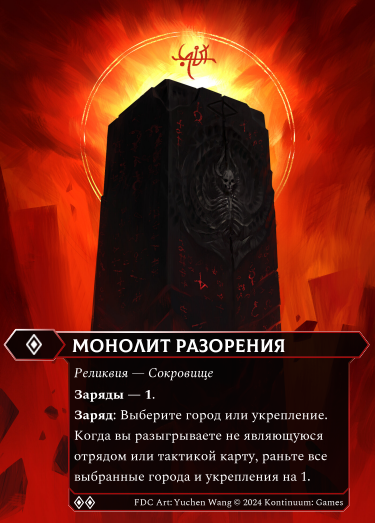 МОНОЛИТ РАЗОРЕНИЯ
Реликвия — Сокровище
Заряды — 1.
Заряд: Выберите город или укрепление.
Когда вы разыгрываете не являющуюся
отрядом или тактикой карту, раньте все
выбранные города и укрепления на 1.
FDC Art: Yuchen Wang © 2024 Kontinuum: Games